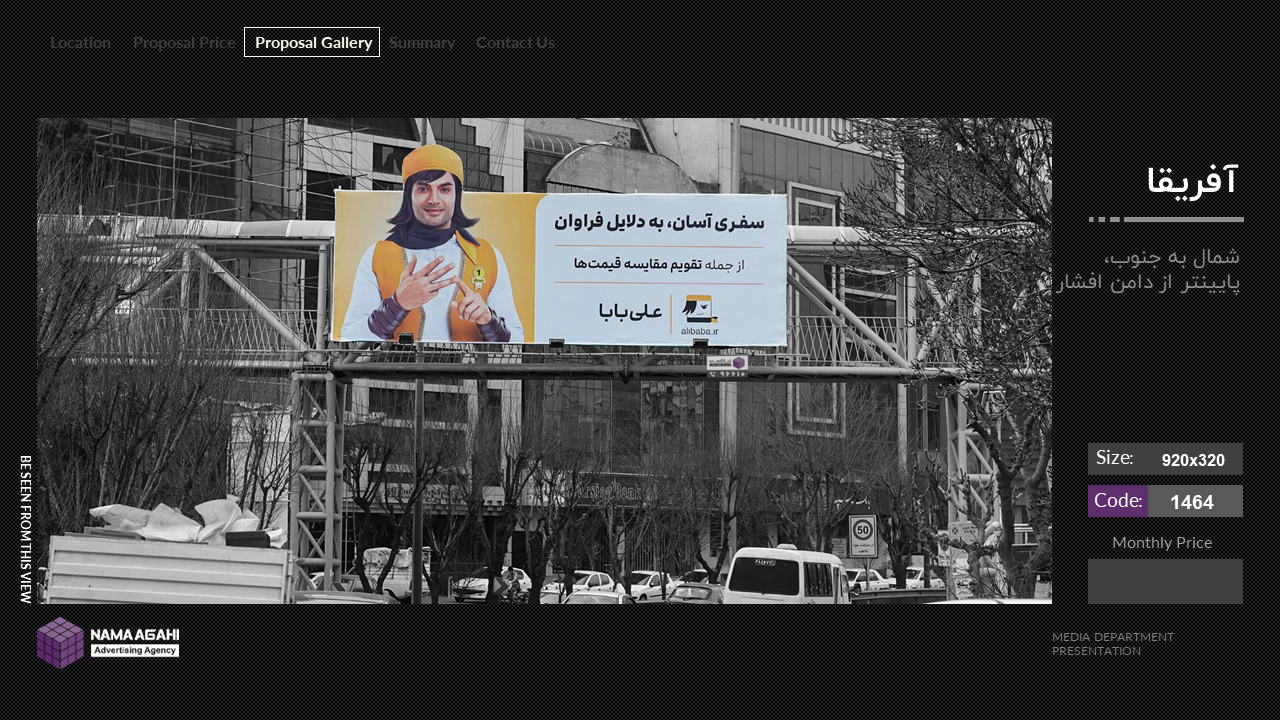 Location
Proposal Price
Proposal Gallery
Summary
Contact Us
آفریقا
شمال به جنوب،
پایینتر از دامن افشار
سفری آسان، به دلایل فراوان
از جمله تقویم مقایسه قیمت‌ها
علی‌بابا
alibaba.ir
1
50
Size:
920x320
Code:
1464
Monthly Price
BE SEEN FROM THIS VIEW
NAMA AGAHI
Advertising Agency
MEDIA DEPARTMENT
PRESENTATION